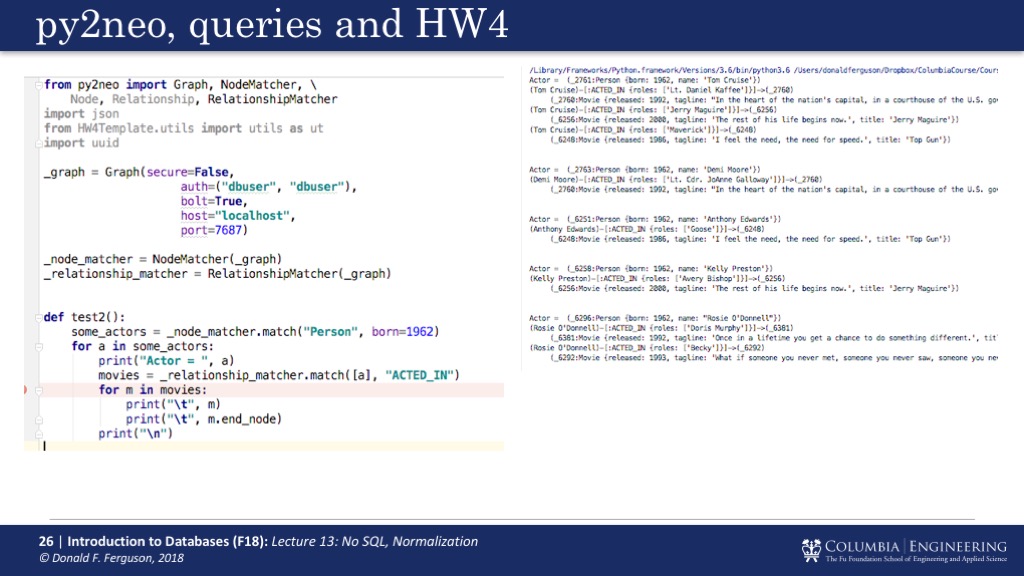 py2neo, queries and HW4
from py2neo import Graph, NodeMatcher, \
Node, Relationship, RelationshipMatcher
import json
from HW4Template.utils import utils as ut
import uuid
_graph = Graph(secure=False,
auth=("dbuser", "dbuser"),
bolt=True,
host="localhost",
port=7687)
_node_matcher = NodeMatcher(_graph)
_relationship_matcher = RelationshipMatcher(_graph)
def test2():
some_actors = _node_matcher.match("Person", born=1962)
for a in some_actors:
print("Actor = ", a)
movies = _relationship_matcher.match([a], "ACTED_IN")
for m in movies:
print("\t", m)
print("\t", m.end_node)
print("\n")
/Library/Frameworks/Python.framework/Versions/3.6/bin/python3.6 /Users/donaldferguson/Dropbox/ColumbiaCourse/Cour
Actor = (_2761:Person {born: 1962, name: 'Tom Cruise'})
(Tom Cruise)-[:ACTED_IN {roles: ['Lt. Daniel Kaffee']}]->(_2760)
(_2760:Movie {released: 1992, tagline: "In the heart of the nation's capital, in a courthouse of the U.S. gov
(Tom Cruise)-[:ACTED_IN {roles: ['Jerry Maguire']}]->(_6256)
(_6256:Movie {released: 2000, tagline: 'The rest of his life begins now.', title: 'Jerry Maguire'})
(Tom Cruise)-[:ACTED_IN {roles: ['Maverick']}]->(_6248)
(_6248:Movie {released: 1986, tagline: 'I feel the need, the need for speed.', title: 'Top Gun'})
Actor = (_2763:Person {born: 1962, name: 'Demi Moore'})
(Demi Moore)-[:ACTED_IN {roles: ['Lt. Cdr. JoAnne Galloway']}]->(_2760)
(_2760:Movie {released: 1992, tagline: "In the heart of the nation's capital, in a courthouse of the U.S. gov
Actor = (_6251:Person {born: 1962, name: 'Anthony Edwards'})
(Anthony Edwards)-[:ACTED_IN {roles: ['Goose']}]->(_6248)
(_6248:Movie {released: 1986, tagline: 'I feel the need, the need for speed.', title: 'Top Gun'})
Actor = (_6258:Person {born: 1962, name: 'Kelly Preston'})
(Kelly Preston)-[:ACTED_IN {roles: ['Avery Bishop']}]->(_6256)
(_6256:Movie {released: 2000, tagline: 'The rest of his life begins now.', title: 'Jerry Maguire'})
Actor = (_6296:Person {born: 1962, name: "Rosie O'Donnell"})
(Rosie O'Donnell)-[:ACTED_IN {roles: ['Doris Murphy']}]->(_6381)
(_6381:Movie {released: 1992, tagline: 'Once in a lifetime you get a chance to do something different.', tit
(Rosie O'Donnell)-[:ACTED_IN {roles: ['Becky']}]->(_6292)
(_6292:Movie {released: 1993, tagline: 'What if someone you never met, someone you never saw, someone you ne
26 | Introduction to Databases (F18): Lecture 13: No SQL, Normalization
© Donald F. Ferguson, 2018
COLUMBIA | ENGINEERING
The Fu Foundation School of Engineering and Applied Science